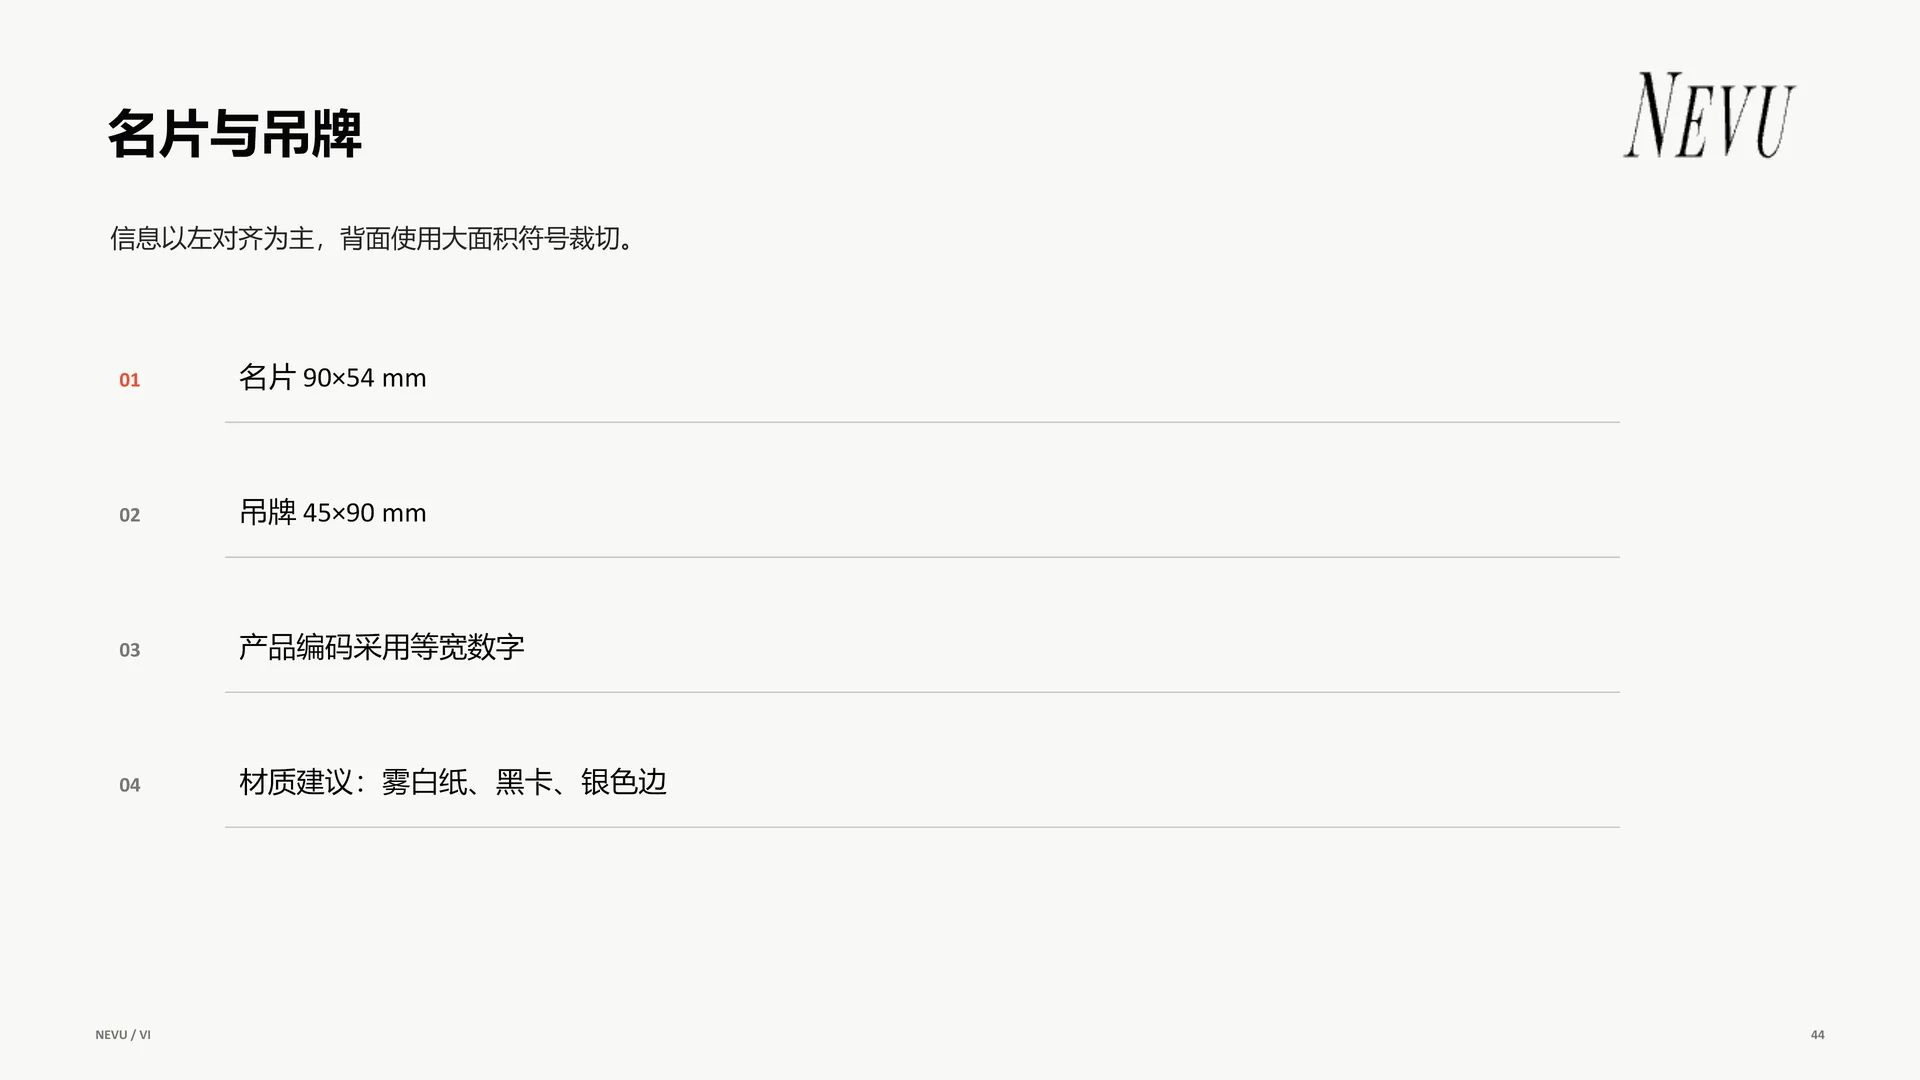 名片与吊牌
NEVU
信息以左对齐为主，背面使用大面积符号裁切。
01 名片 90×54 mm
02 吊牌 45×90 mm
03 产品编码采用等宽数字
04 材质建议：雾白纸、黑卡、银色边
NEVU / VI
44